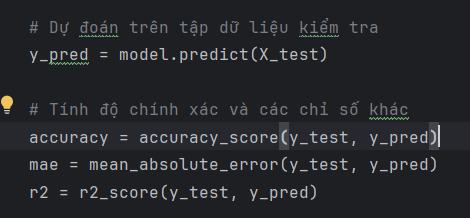 # Dự đoán trên tập dữ liệu kiểm tra
y_pred = model.predict(X_test)
# Tính độ chính xác và các chỉ số khác
accuracy = accuracy_score(y_test, y_pred)
mae = mean_absolute_error(y_test, y_pred)
r2 = r2_score(y_test, y_pred)